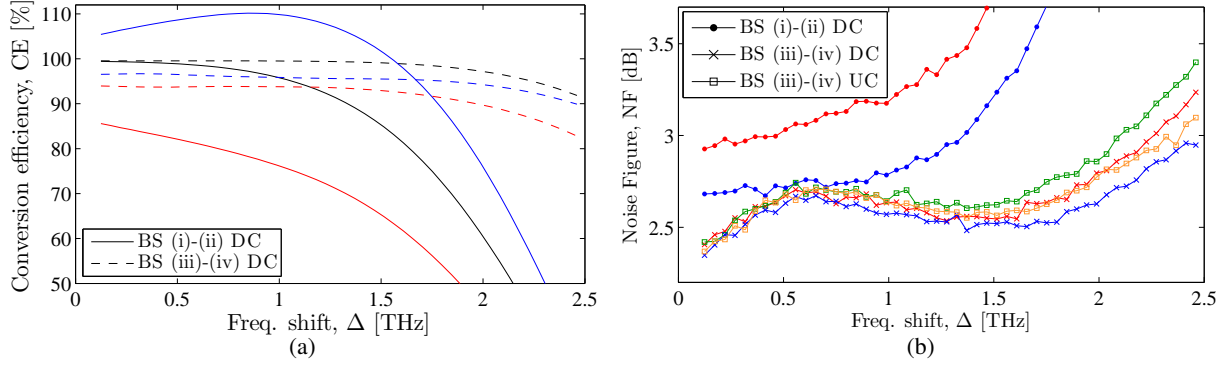 Conversion efficiency, CE [%]
110
100
90
80
70
60
50
0
0.5
1
1.5
2
2.5
BS (i)-(ii) DC
BS (iii)-(iv) DC
Freq. shift, Δ [THz]
(a)
Noise Figure, NF [dB]
3.5
3
2.5
0
0.5
1
1.5
2
2.5
BS (i)-(ii) DC
BS (iii)-(iv) DC
BS (iii)-(iv) UC
Freq. shift, Δ [THz]
(b)